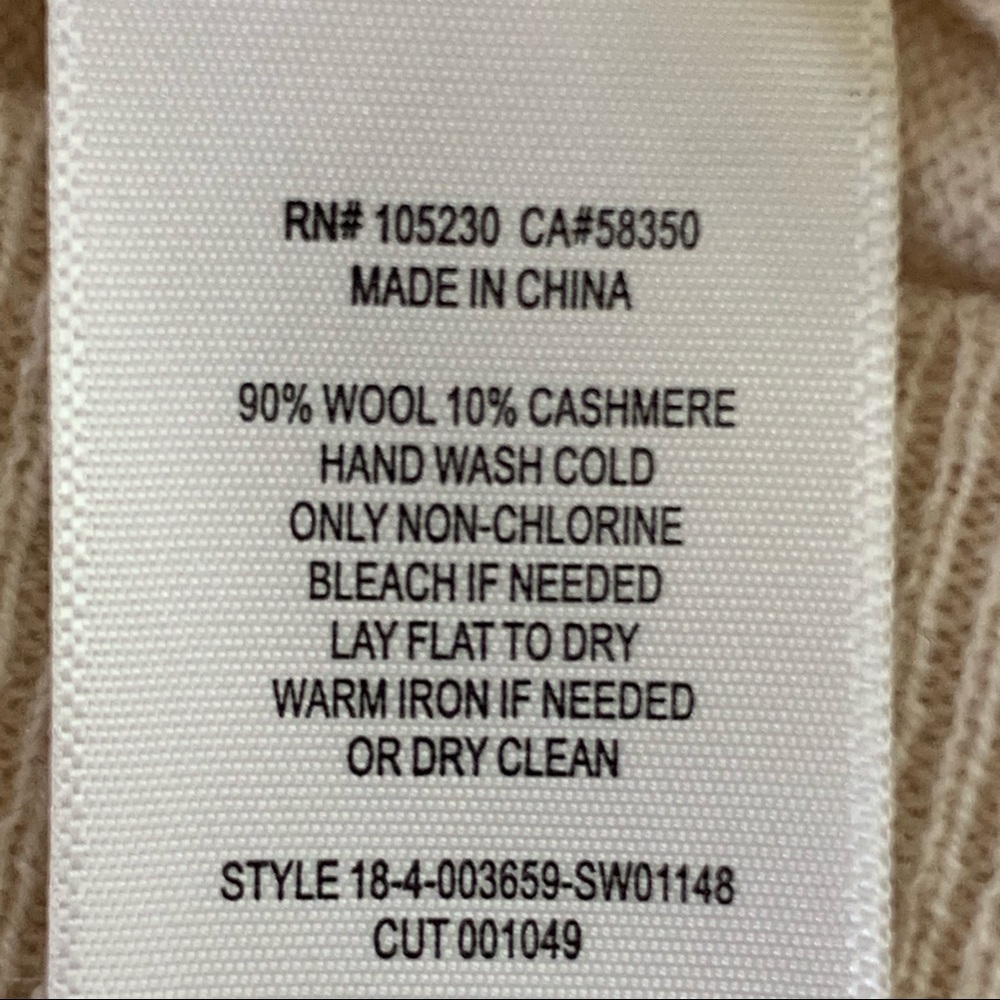 RN# 105230 CA#58350
MADE IN CHINA
90% WOOL 10% CASHMERE
HAND WASH COLD
ONLY NON-CHLORINE
BLEACH IF NEEDED
LAY FLAT TO DRY
WARM IRON IF NEEDED
OR DRY CLEAN
STYLE 18-4-003659-SW01148
CUT 001049